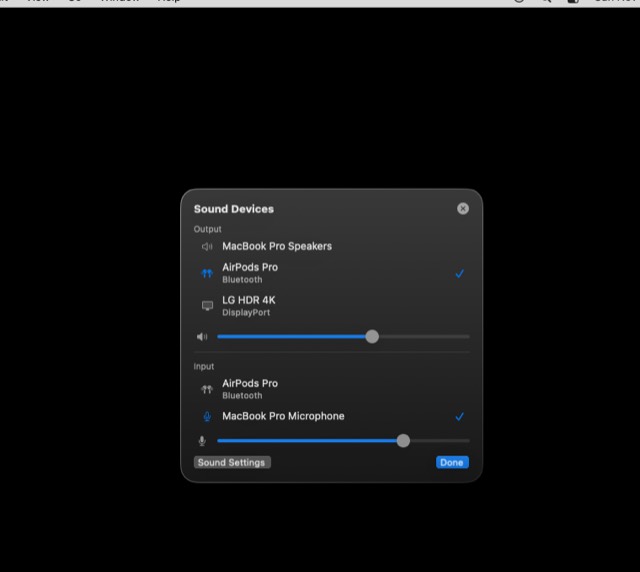 Window
Sound Devices
Output
MacBook Pro Speakers
AirPods Pro
Bluetooth
LG HDR 4K
DisplayPort
Input
AirPods Pro
Bluetooth
MacBook Pro Microphone
Sound Settings
Done